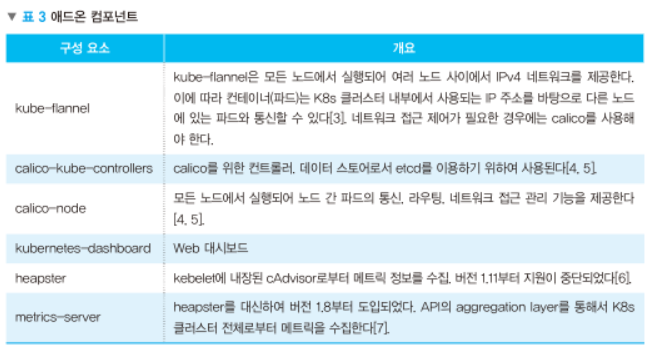 ▼ 표 3 애드온 컴포넌트
구성 요소 개요
kube-flannel
kube-flannel은 모든 노드에서 실행되어 여러 노드 사이에서 IPv4 네트워크를 제공한다.
이에 따라 컨테이너(파드)는 K8s 클러스터 내부에서 사용되는 IP 주소를 바탕으로 다른 노드
에 있는 파드와 통신할 수 있다[3]. 네트워크 접근 제어가 필요한 경우에는 calico를 사용해
야 한다.
calico-kube-controllers calico를 위한 컨트롤러. 데이터 스토어로서 etcd를 이용하기 위하여 사용된다[4, 5].
calico-node
모든 노드에서 실행되어 노드 간 파드의 통신, 라우팅, 네트워크 접근 관리 기능을 제공한다
[4, 5].
kubernetes-dashboard Web 대시보드
heapster kebelet에 내장된 cAdvisor로부터 메트릭 정보를 수집. 버전 1.11부터 지원이 중단되었다[6].
metrics-server
heapster를 대신하여 버전 1.8부터 도입되었다. API의 aggregation layer를 통해서 K8s
클러스터 전체로부터 메트릭을 수집한다[7].